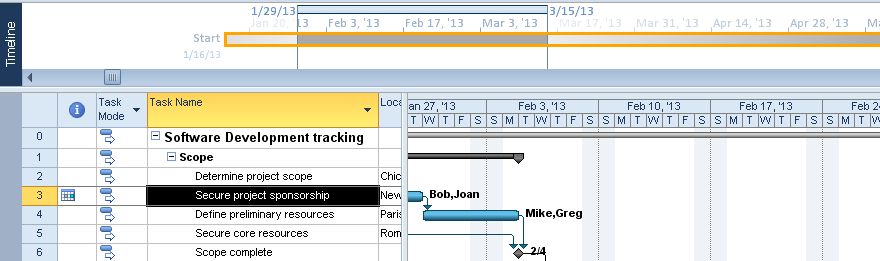 1/29/13 3/15/13
Jan 20, '13 Feb 3, '13 Feb 17, '13 Mar 3, '13 Mar 17, '13 Mar 31, '13 Apr 14, '13 Apr 28, '13 Ma
Start
1/16/13
Timeline
Task Mode Task Name Loca an 27, '13 Feb 3, '13 Feb 10, '13 Feb 17, '13 Feb 24
T W T F S S M T W T F S S M T W T F S S M T W T F S S M T
0 Software Development tracking
1 Scope
2 Determine project scope Chic
3 Secure project sponsorship New Bob,Joan
4 Define preliminary resources Paris Mike,Greg
5 Secure core resources Rom
6 Scope complete 2/4